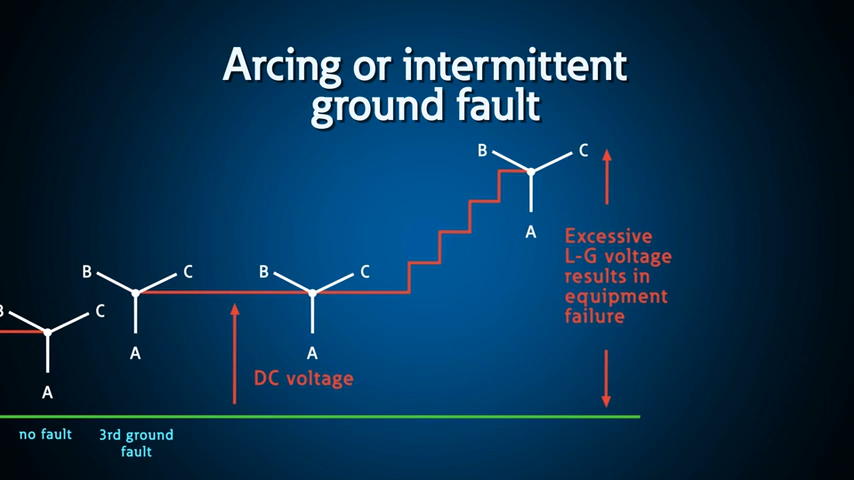 Arcing or intermittent
ground fault
B
C
A
Excessive
L-G voltage
results in
equipment
failure
B
C
A
B
C
A
B
C
A
DC voltage
no fault
3rd ground
fault